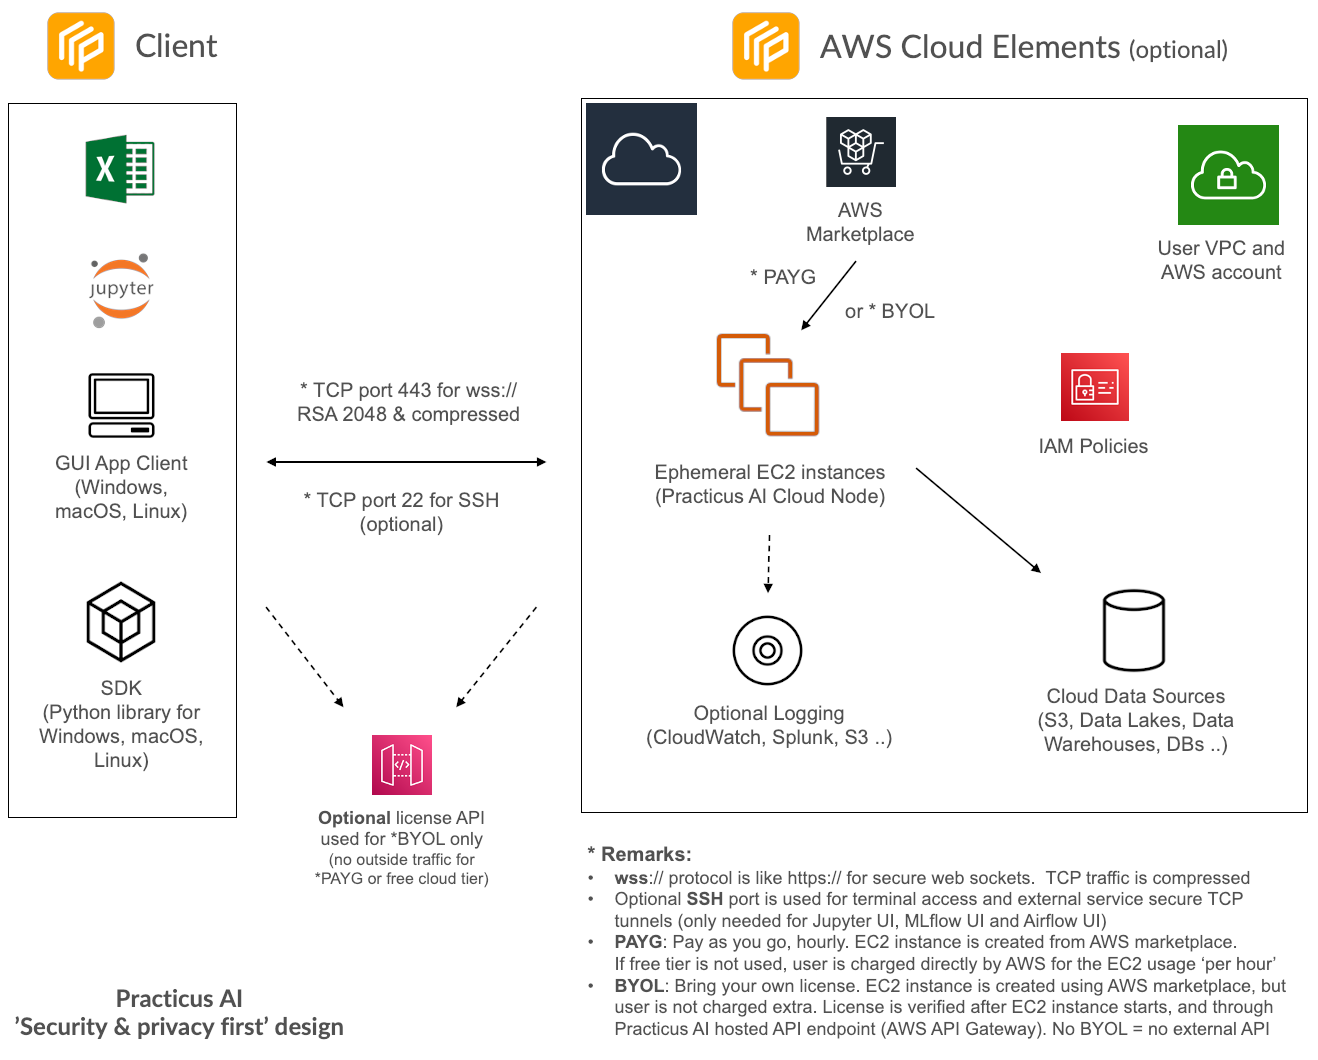 Client
AWS Cloud Elements (optional)
X
jupyter
GUI App Client
(Windows,
macOS, Linux)
SDK
(Python library for
Windows, macOS,
Linux)
* TCP port 443 for wss://
RSA 2048 & compressed
* TCP port 22 for SSH
(optional)
Optional license API
used for *BYOL only
(no outside traffic for
*PAYG or free cloud tier)
AWS
Marketplace
* PAYG
or * BYOL
User VPC and
AWS account
IAM Policies
Ephemeral EC2 instances
(Practicus AI Cloud Node)
Optional Logging
(CloudWatch, Splunk, S3 ..)
Cloud Data Sources
(S3, Data Lakes, Data
Warehouses, DBs ..)
* Remarks:
• wss:// protocol is like https:// for secure web sockets. TCP traffic is compressed
• Optional SSH port is used for terminal access and external service secure TCP
tunnels (only needed for Jupyter UI, MLflow UI and Airflow UI)
• PAYG: Pay as you go, hourly. EC2 instance is created from AWS marketplace.
If free tier is not used, user is charged directly by AWS for the EC2 usage ‘per hour’
• BYOL: Bring your own license. EC2 instance is created using AWS marketplace, but
user is not charged extra. License is verified after EC2 instance starts, and through
Practicus AI hosted API endpoint (AWS API Gateway). No BYOL = no external API
Practicus AI
’Security & privacy first’ design